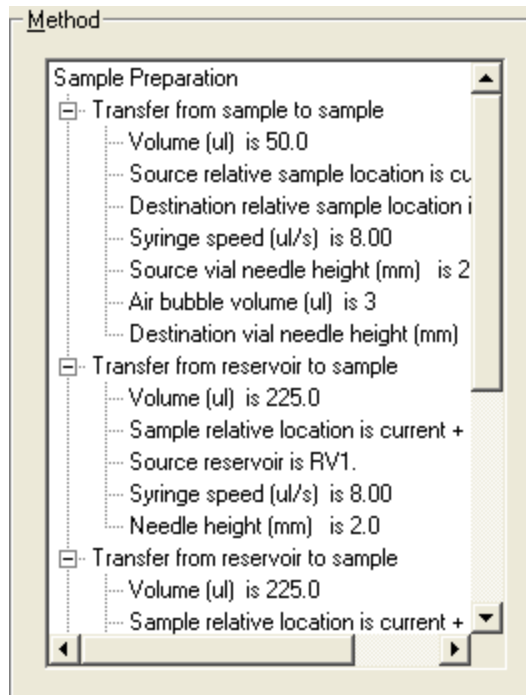 Method
Sample Preparation
Transfer from sample to sample
Volume (ul) is 50.0
Source relative sample location is cu
Destination relative sample location i
Syringe speed (ul/s) is 8.00
Source vial needle height (mm) is 2
Air bubble volume (ul) is 3
Destination vial needle height (mm)
Transfer from reservoir to sample
Volume (ul) is 225.0
Sample relative location is current +
Source reservoir is RV1.
Syringe speed (ul/s) is 8.00
Needle height (mm) is 2.0
Transfer from reservoir to sample
Volume (ul) is 225.0
Sample relative location is current +